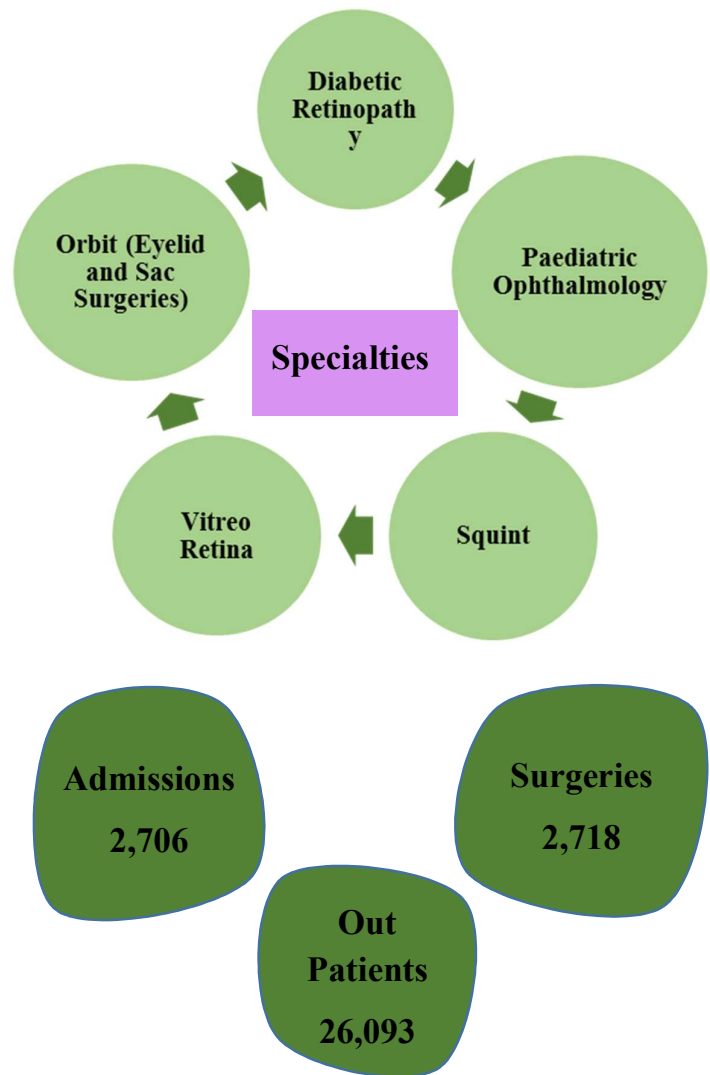 Diabetic
Retinopath
y
Orbit (Eyelid
and Sac
Surgeries)
Paediatric
Ophthalmology
Specialties
Vitreo
Retina
Squint
Admissions
2,706
Surgeries
2,718
Out
Patients
26,093